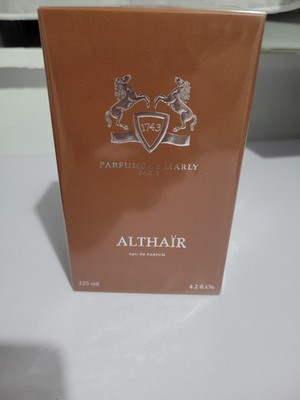 1743
PARFUMS de MARLY
PARIS
ALTHAÏR
EAU DE PARFUM
125 ml 4.2 fl.Oz